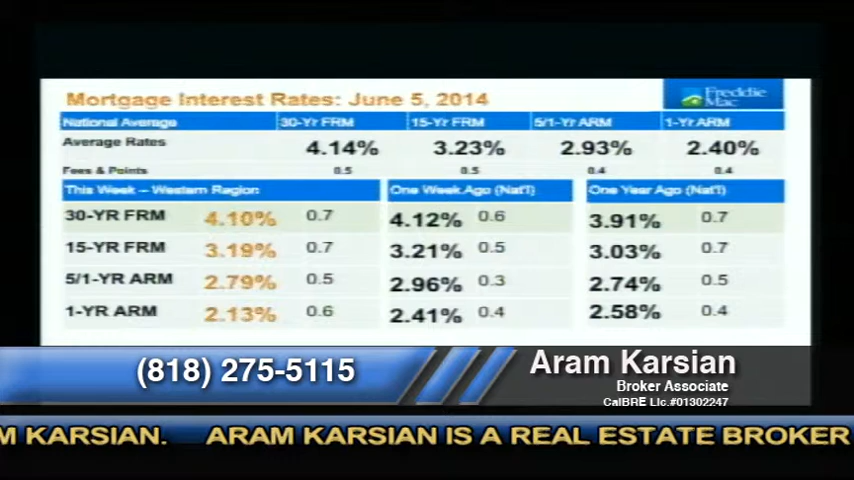 Mortgage Interest Rates: June 5, 2014
Freddie
Mac
National Average 30-Yr FRM 15-Yr FRM 5/1-Yr ARM 1-Yr ARM
Average Rates 4.14% 3.23% 2.93% 2.40%
Fees & Points 0.5 0.5 0.4 0.4
This Week – Western Region One Week Ago (Nat'l) One Year Ago (Nat'l)
30-YR FRM 4.10% 0.7 4.12% 0.6 3.91% 0.7
15-YR FRM 3.19% 0.7 3.21% 0.5 3.03% 0.7
5/1-YR ARM 2.79% 0.5 2.96% 0.3 2.74% 0.5
1-YR ARM 2.13% 0.6 2.41% 0.4 2.58% 0.4
(818) 275-5115
Aram Karsian
Broker Associate
CalBRE Lic.#01302247
M KARSIAN. ARAM KARSIAN IS A REAL ESTATE BROKER